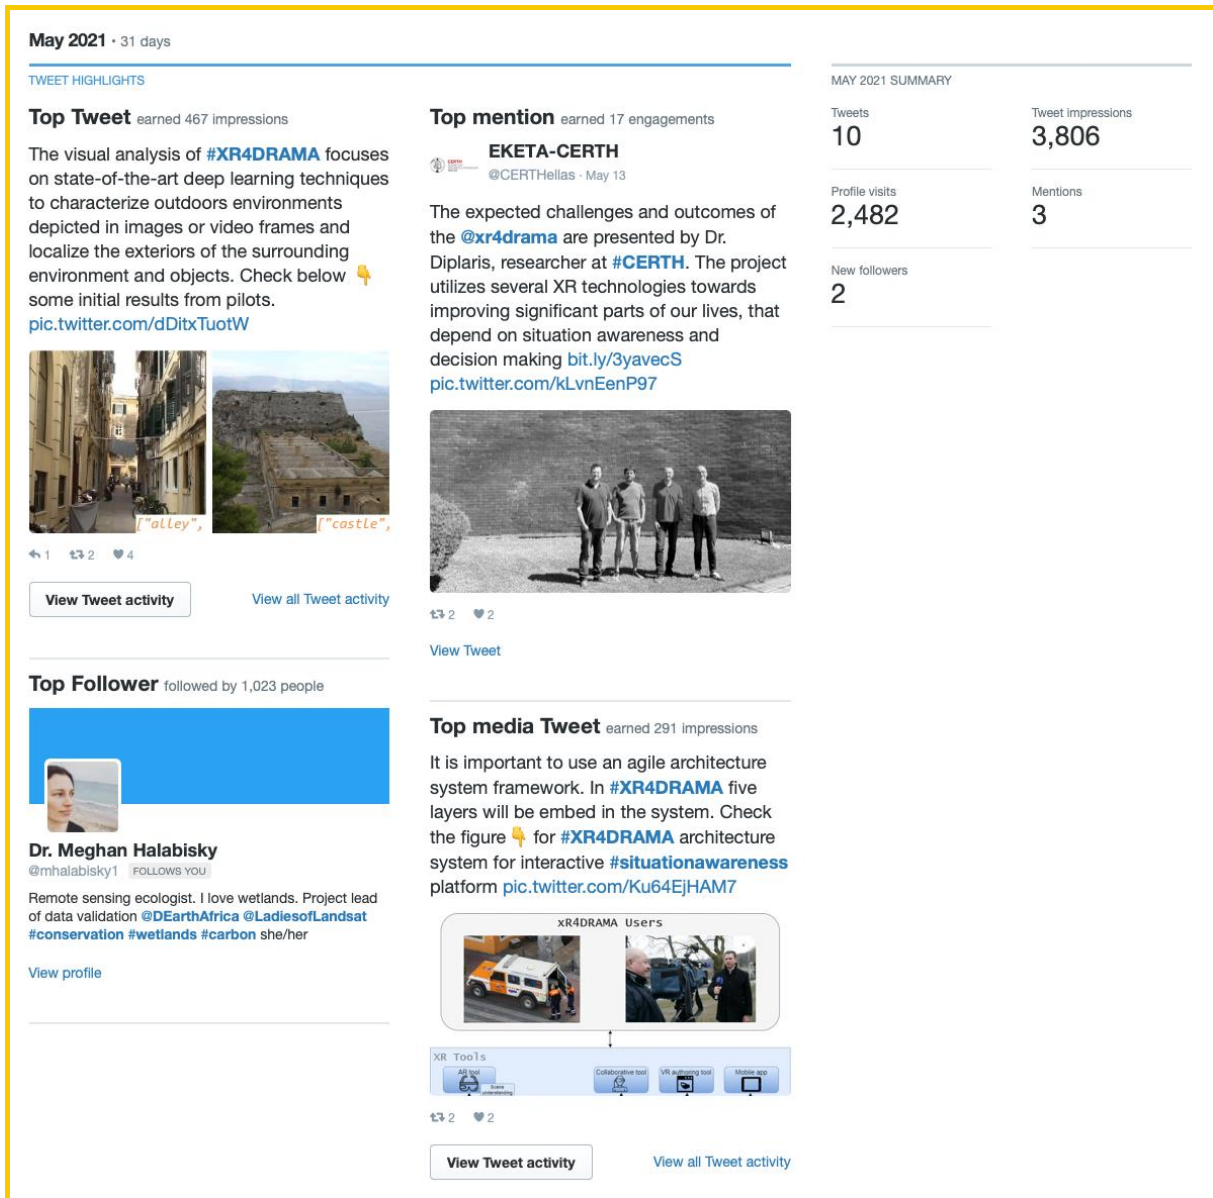 May 2021 · 31 days
TWEET HIGHLIGHTS
Top Tweet earned 467 impressions
The visual analysis of #XR4DRAMA focuses
on state-of-the-art deep learning techniques
to characterize outdoors environments
depicted in images or video frames and
localize the exteriors of the surrounding
environment and objects. Check below 👇
some initial results from pilots.
pic.twitter.com/dDitxTuotW
["alley",
["castle",
1 2 4
View Tweet activity
View all Tweet activity
Top Follower followed by 1,023 people
Dr. Meghan Halabisky
@mhalabisky1 FOLLOWS YOU
Remote sensing ecologist. I love wetlands. Project lead
of data validation @DEarthAfrica @LadiesofLandsat
#conservation #wetlands #carbon she/her
View profile
Top mention earned 17 engagements
CERTH
EKETA-CERTH
@CERTHellas · May 13
The expected challenges and outcomes of
the @xr4drama are presented by Dr.
Diplaris, researcher at #CERTH. The project
utilizes several XR technologies towards
improving significant parts of our lives, that
depend on situation awareness and
decision making bit.ly/3yavecS
pic.twitter.com/kLvnEenP97
2 2
View Tweet
Top media Tweet earned 291 impressions
It is important to use an agile architecture
system framework. In #XR4DRAMA five
layers will be embed in the system. Check
the figure 👇 for #XR4DRAMA architecture
system for interactive #situationawareness
platform pic.twitter.com/Ku64EjHAM7
xR4DRAMA Users
XR Tools
AR tool
Scene
understanding
Collaborative tool
VR authoring tool
Mobile app
2 2
View Tweet activity
View all Tweet activity
MAY 2021 SUMMARY
Tweets
10
Tweet impressions
3,806
Profile visits
2,482
Mentions
3
New followers
2